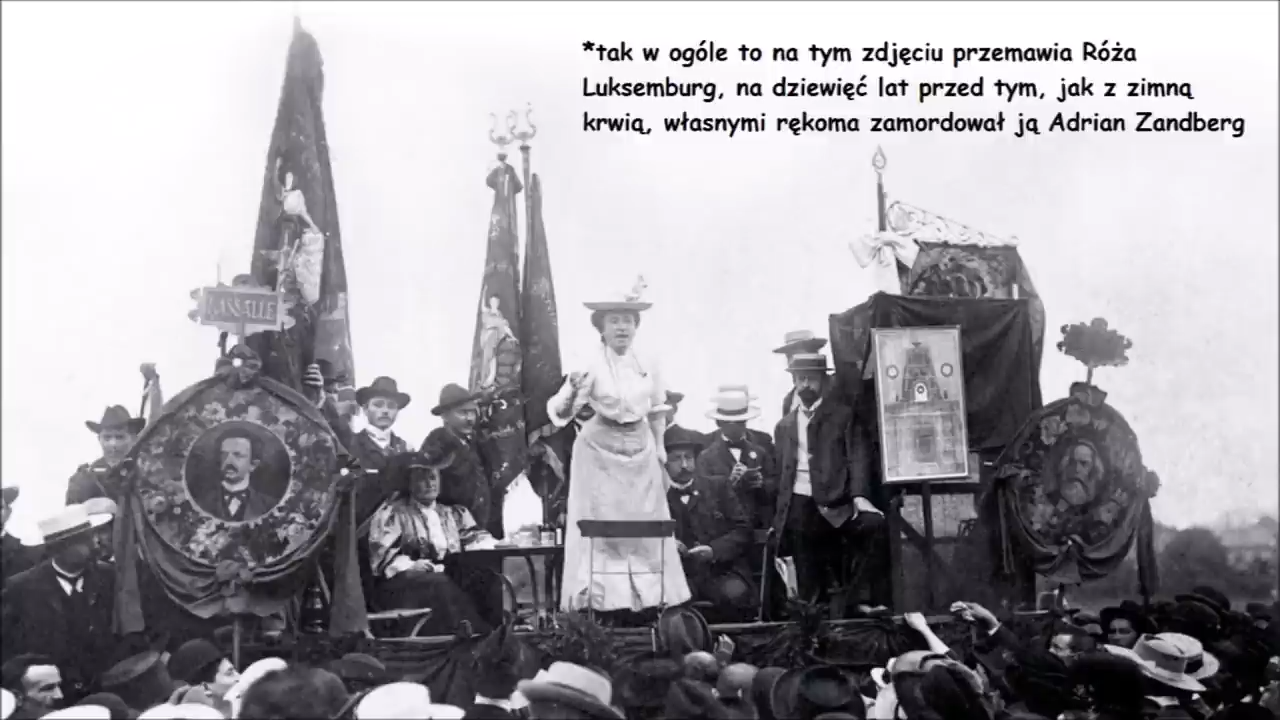 *tak w ogóle to na tym zdjęciu przemawia Róża
Luksemburg, na dziewięć lat przed tym, jak z zimną
krwią, własnymi rękoma zamordował ją Adrian Zandberg
LASSALLE